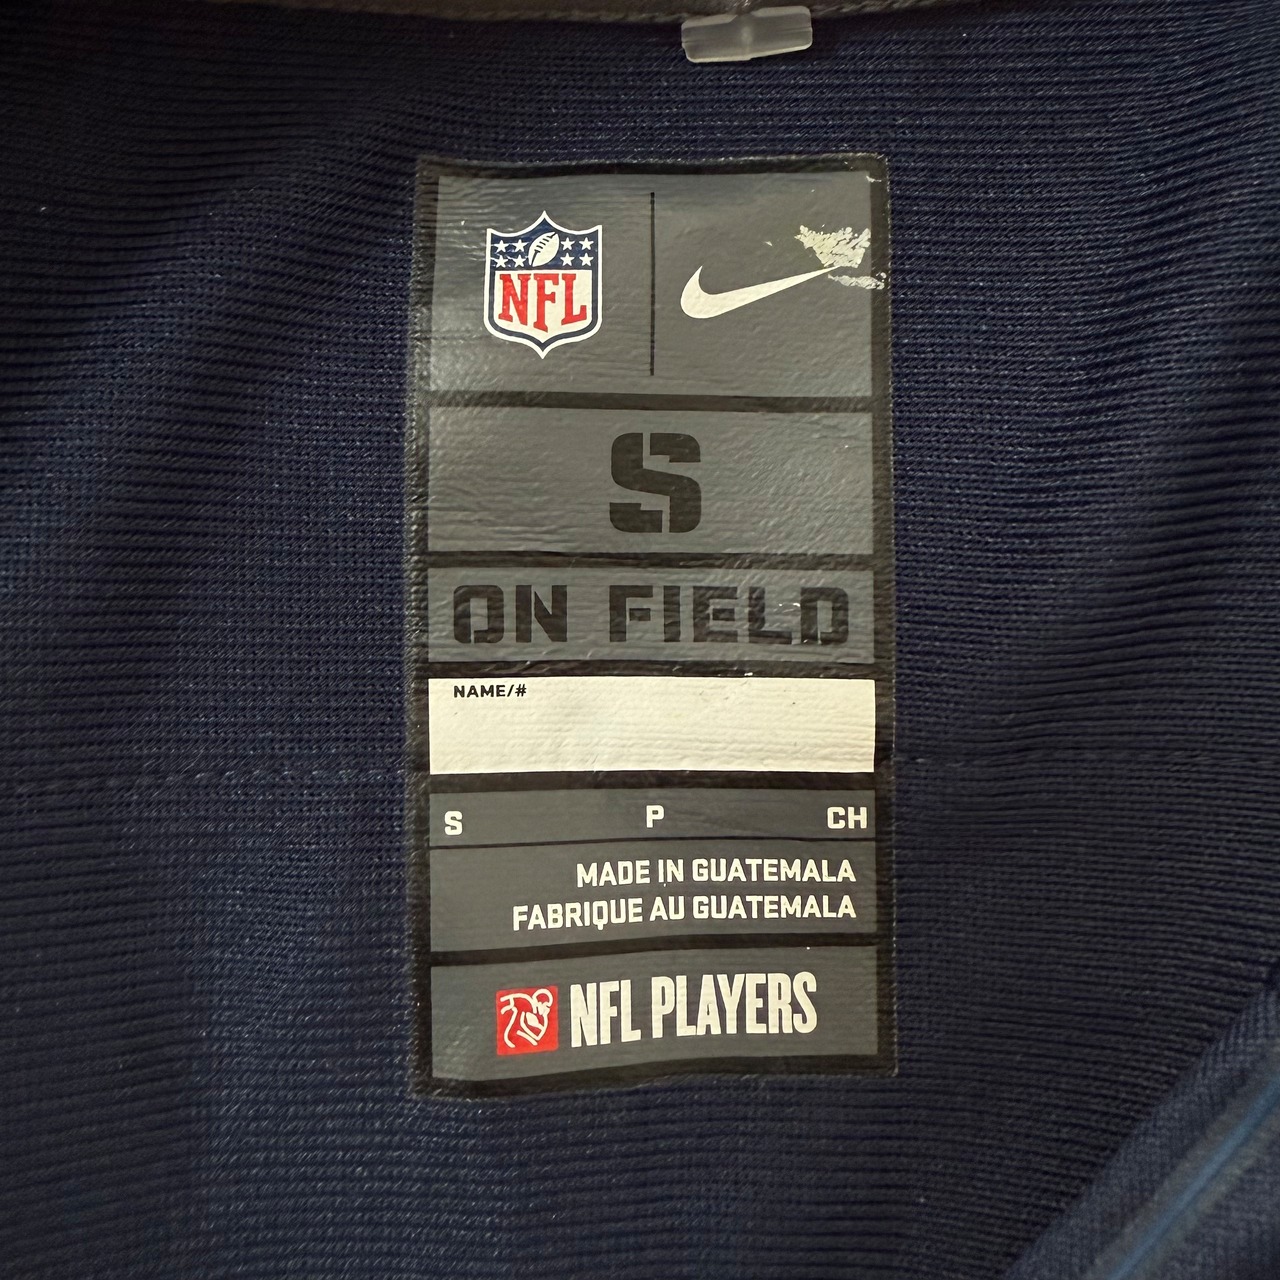 NFL
S
ON FIELD
NAME/#
S P CH
MADE IN GUATEMALA
FABRIQUE AU GUATEMALA
NFL PLAYERS